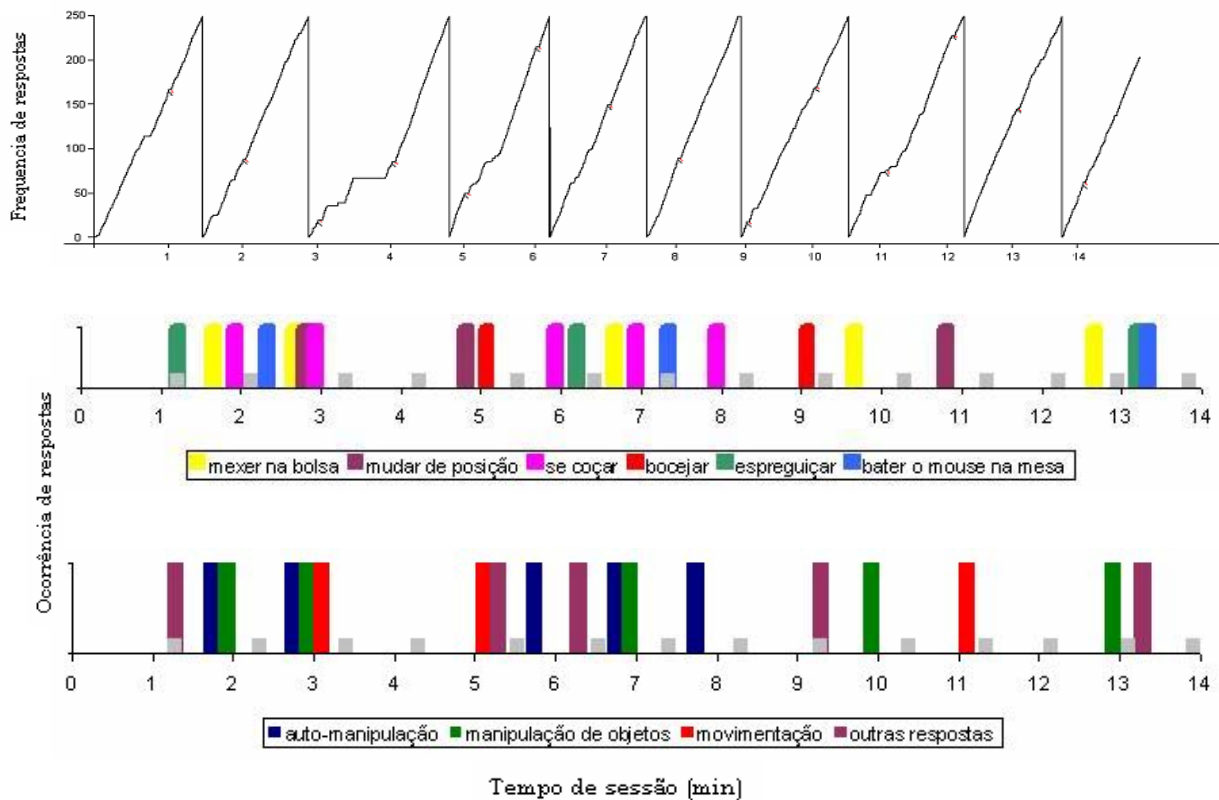 Frequencia de respostas
250
200
150
100
50
0
1 2 3 4 5 6 7 8 9 10 11 12 13 14
Ocorrência de respostas
0 1 2 3 4 5 6 7 8 9 10 11 12 13 14
mexer na bolsa mudar de posição se coçar bocejar espreguiçar bater o mouse na mesa
0 1 2 3 4 5 6 7 8 9 10 11 12 13 14
auto-manipulação manipulação de objetos movimentação outras respostas
Tempo de sessão (min)